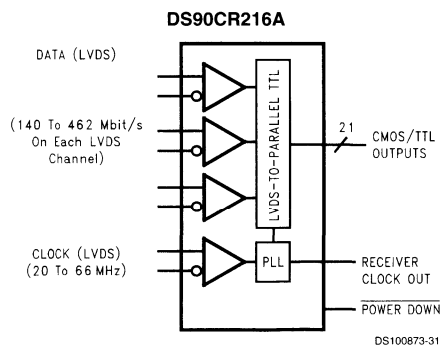 DS90CR216A
DATA (LVDS)
(140 To 462 Mbit/s
On Each LVDS
Channel)
LVDS-TO-PARALLEL TTL
21
CMOS/TTL
OUTPUTS
CLOCK (LVDS)
(20 To 66 MHz)
PLL
RECEIVER
CLOCK OUT
POWER DOWN
DS100873-31